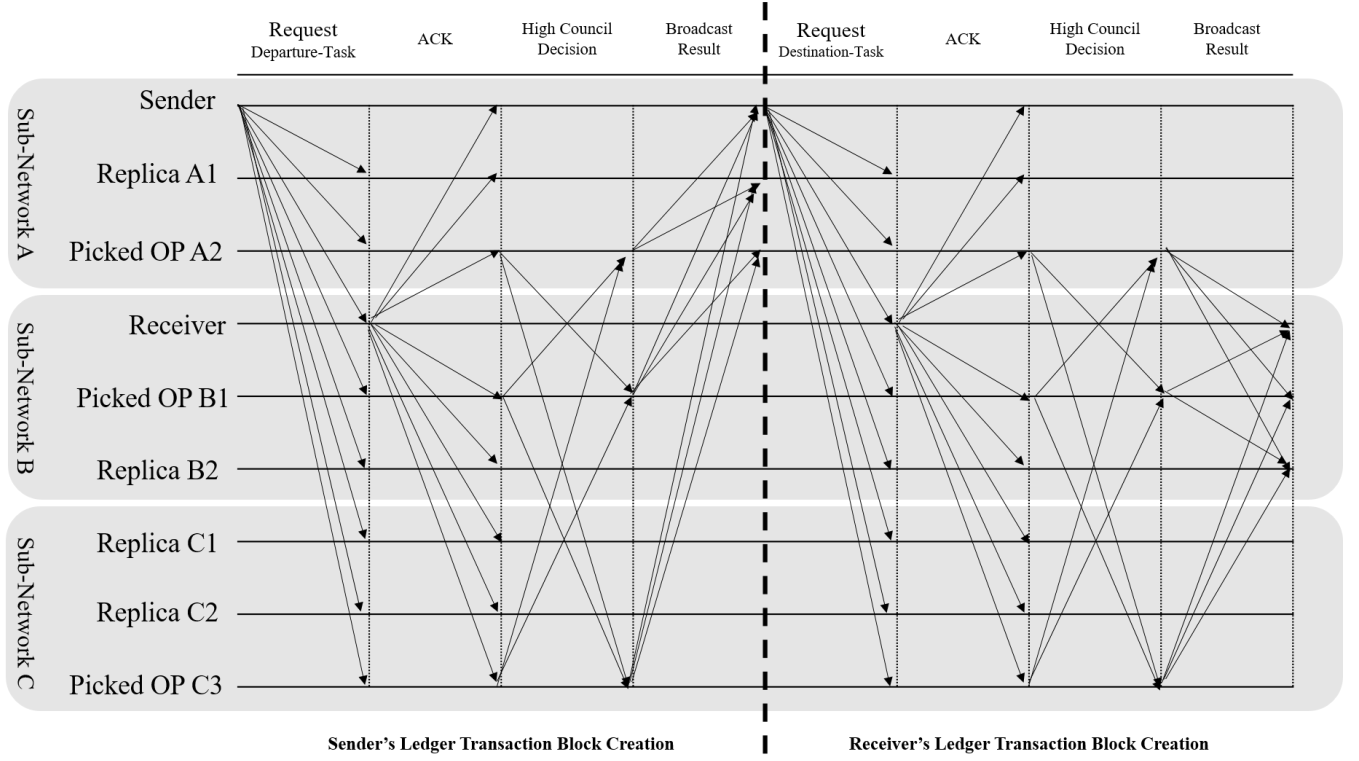 Request
Departure-Task
ACK
High Council
Decision
Broadcast
Result
Request
Destination-Task
ACK
High Council
Decision
Broadcast
Result
Sub-Network A
Sender
Replica A1
Picked OP A2
Sub-Network B
Receiver
Picked OP B1
Replica B2
Sub-Network C
Replica C1
Replica C2
Picked OP C3
Sender’s Ledger Transaction Block Creation
Receiver’s Ledger Transaction Block Creation